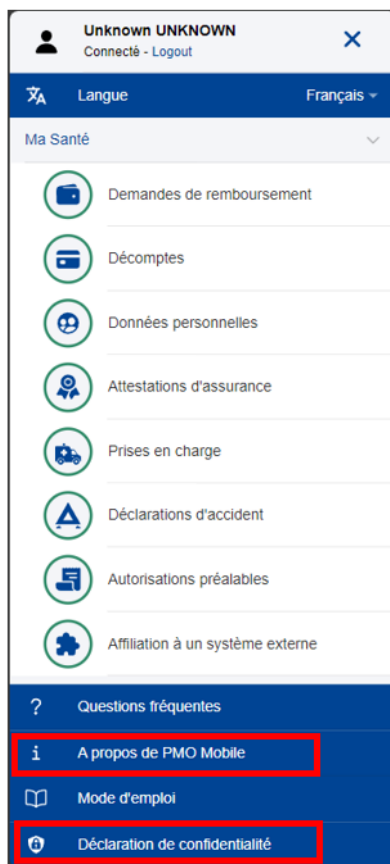 Unknown UNKNOWN
Connecté - Logout
Langue
Français
Ma Santé
Demandes de remboursement
Décomptes
Données personnelles
Attestations d'assurance
Prises en charge
Déclarations d'accident
Autorisations préalables
Affiliation à un système externe
? Questions fréquentes
i A propos de PMO Mobile
Mode d'emploi
Déclaration de confidentialité